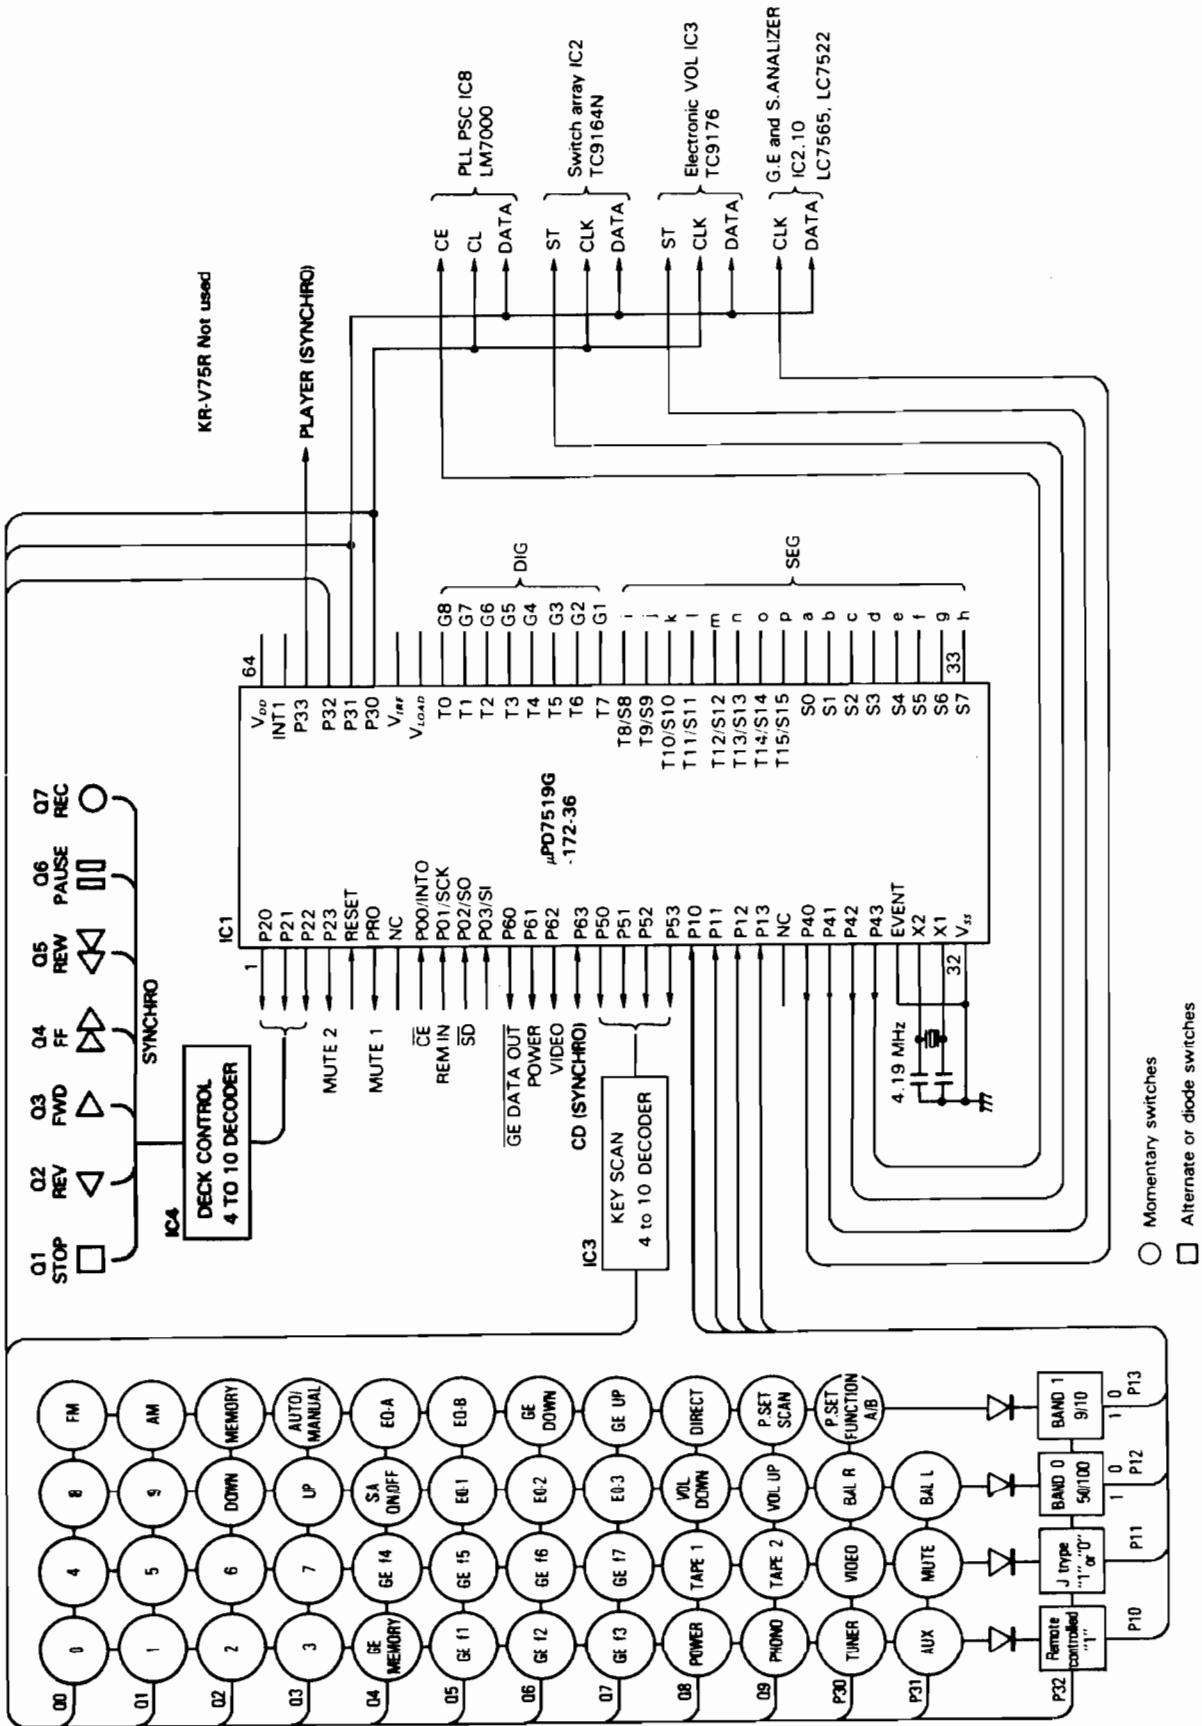 KR-V75R Not used
PLAYER (SYNCHRO)
PLL PSC IC8
LM7000
CE
CL
DATA
Switch array IC2
TC9164N
ST
CLK
DATA
Electronic VOL IC3
TC9176
ST
CLK
DATA
G.E and S.ANALIZER
IC2.10
LC7565, LC7522
CLK
DATA
Q1
STOP
Q2
REV
Q3
FWD
Q4
FF
Q5
REW
Q6
PAUSE
Q7
REC
SYNCHRO
IC4
DECK CONTROL
4 TO 10 DECODER
IC1
μPD7519G
-172-36
1
P20
P21
P22
P23
RESET
PRO
NC
P00/INTO
P01/SCK
P02/SO
P03/SI
P60
P61
P62
P63
P50
P51
P52
P53
P10
P11
P12
P13
NC
P40
P41
P42
P43
EVENT
X2
X1
Vss
32
MUTE 2
MUTE 1
CE
REM IN
SD
GE DATA OUT
POWER
VIDEO
CD (SYNCHRO)
IC3
KEY SCAN
4 to 10 DECODER
4.19 MHz
64
VDD
INT1
P33
P32
P31
P30
VIRE
VLOAD
T0
T1
T2
T3
T4
T5
T6
T7
T8/S8
T9/S9
T10/S10
T11/S11
T12/S12
T13/S13
T14/S14
T15/S15
S0
S1
S2
S3
S4
S5
S6
S7
33
G8
G7
G6
G5
G4
G3
G2
G1
DIG
i
j
k
l
m
n
o
p
a
b
c
d
e
f
g
h
SEG
Q0 0 4 8 FM
Q1 1 5 9 AM
Q2 2 6 DOWN MEMORY
Q3 3 7 UP AUTO/MANUAL
Q4 GE MEMORY GE f4 SA ON/OFF EQ-A
Q5 GE f1 GE f5 EQ-1 EQ-B
Q6 GE f2 GE f6 EQ-2 GE DOWN
Q7 GE f3 GE f7 EQ-3 GE UP
Q8 POWER TAPE 1 VOL DOWN DIRECT
Q9 PHONO TAPE 2 VOL UP P.SET SCAN
P30 TUNER VIDEO BAL R P.SET FUNCTION A/B
P31 AUX MUTE BAL L
P32
Remote controlled "1"
J trype "1" or "0"
BAND 0 50/100
BAND 1 9/10
P10
P11
1 0
P12
1 0
P13
Momentary switches
Alternate or diode switches